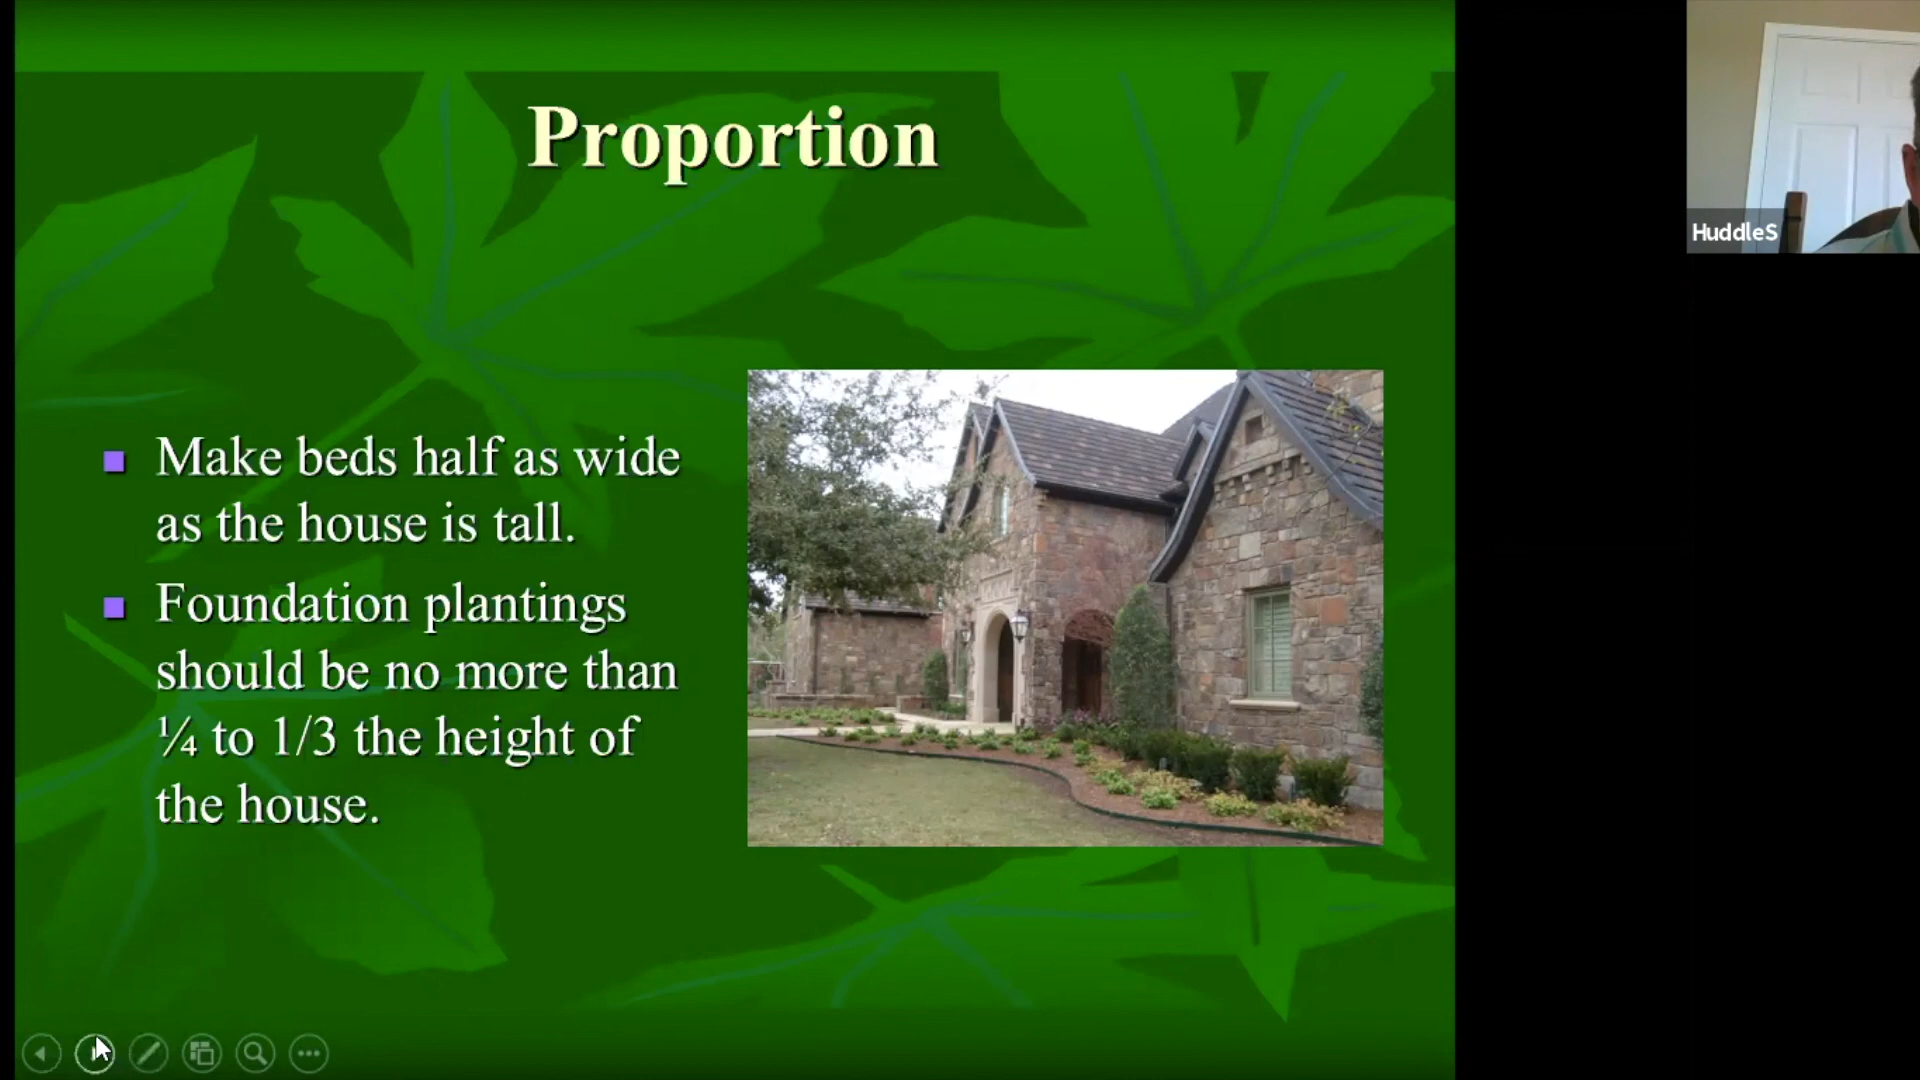 Proportion
Make beds half as wide
as the house is tall.
Foundation plantings
should be no more than
¼ to 1/3 the height of
the house.
HuddleS